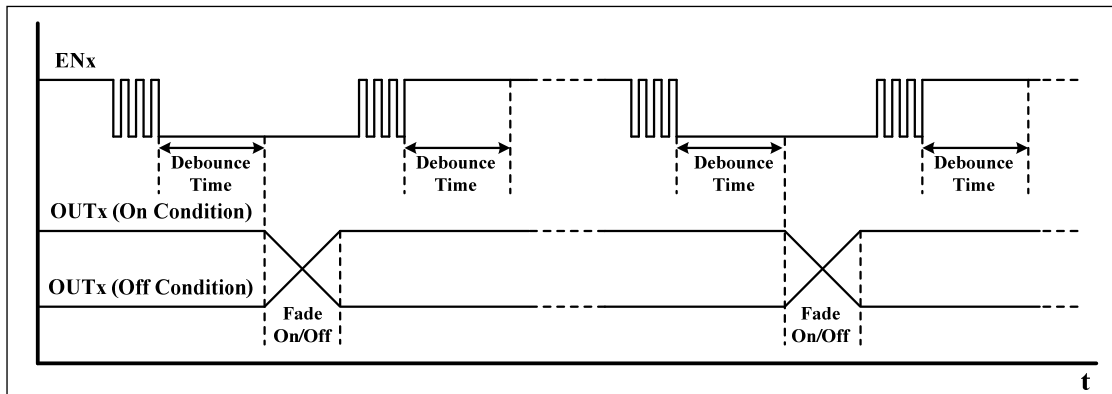 ENx
Debounce
Time
Debounce
Time
Debounce
Time
Debounce
Time
OUTx (On Condition)
OUTx (Off Condition)
Fade
On/Off
Fade
On/Off
t